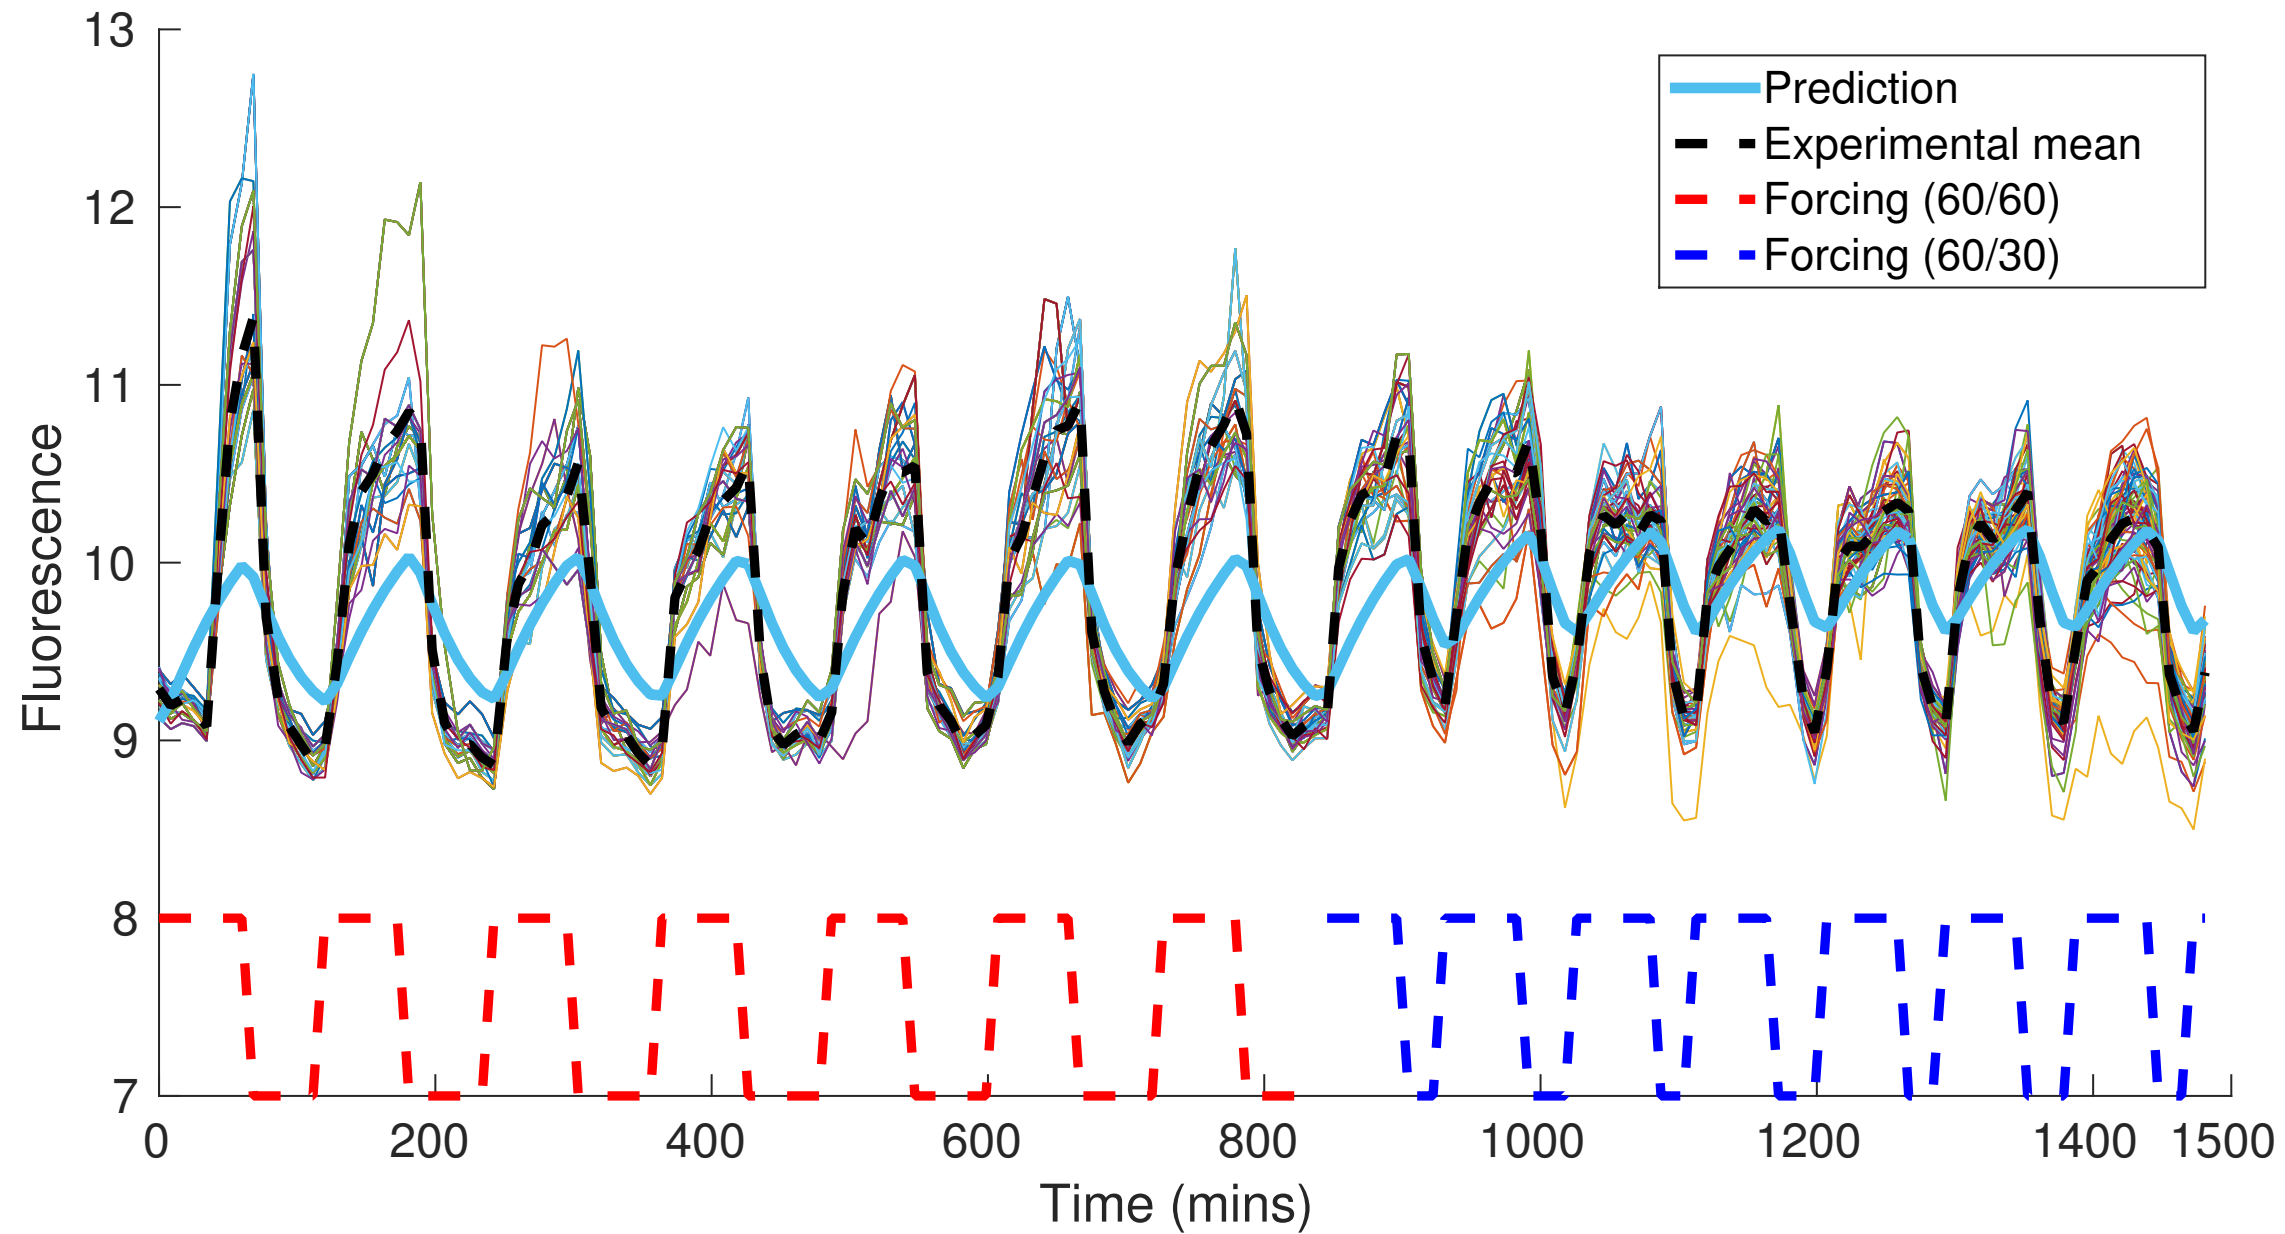 13
12
11
10
9
8
7
Fluorescence
Prediction
Experimental mean
Forcing (60/60)
Forcing (60/30)
0 200 400 600 800 1000 1200 1400 1500
Time (mins)